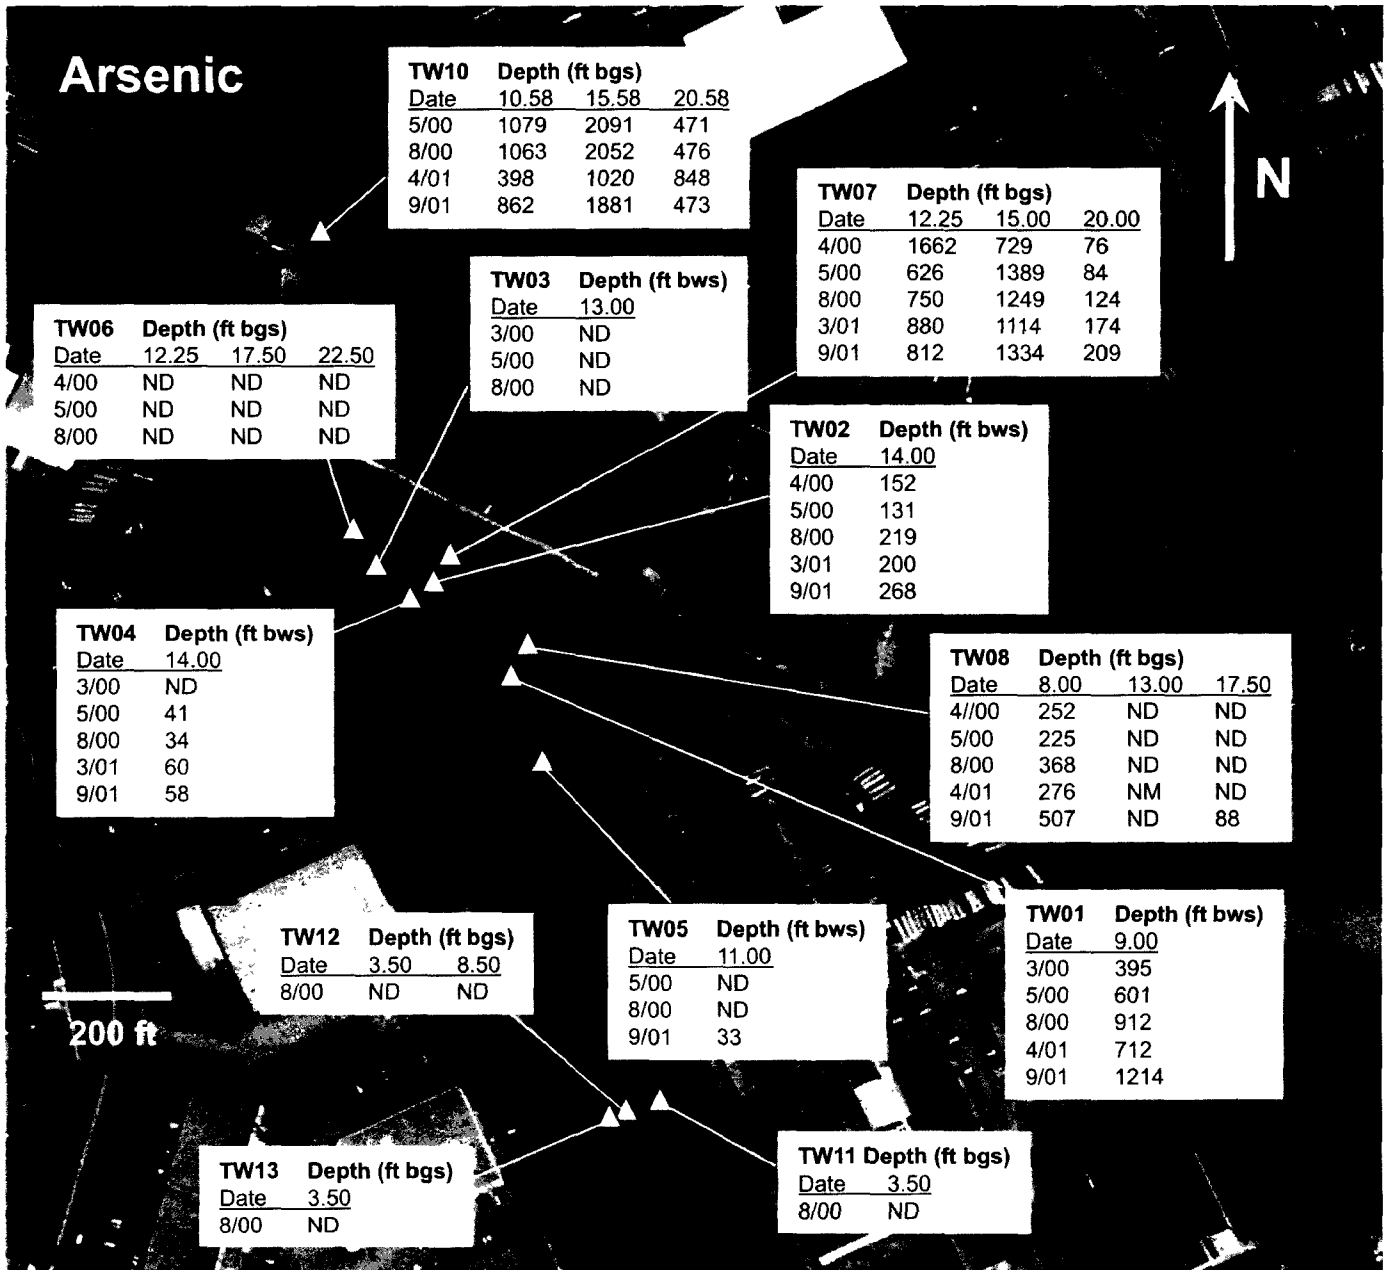 Arsenic
TW10 Depth (ft bgs)
Date 10.58 15.58 20.58
5/00 1079 2091 471
8/00 1063 2052 476
4/01 398 1020 848
9/01 862 1881 473
N
TW07 Depth (ft bgs)
Date 12.25 15.00 20.00
4/00 1662 729 76
5/00 626 1389 84
8/00 750 1249 124
3/01 880 1114 174
9/01 812 1334 209
TW03 Depth (ft bws)
Date 13.00
3/00 ND
5/00 ND
8/00 ND
TW06 Depth (ft bgs)
Date 12.25 17.50 22.50
4/00 ND ND ND
5/00 ND ND ND
8/00 ND ND ND
TW02 Depth (ft bws)
Date 14.00
4/00 152
5/00 131
8/00 219
3/01 200
9/01 268
TW04 Depth (ft bws)
Date 14.00
3/00 ND
5/00 41
8/00 34
3/01 60
9/01 58
TW08 Depth (ft bgs)
Date 8.00 13.00 17.50
4//00 252 ND ND
5/00 225 ND ND
8/00 368 ND ND
4/01 276 NM ND
9/01 507 ND 88
TW12 Depth (ft bgs)
Date 3.50 8.50
8/00 ND ND
TW05 Depth (ft bws)
Date 11.00
5/00 ND
8/00 ND
9/01 33
TW01 Depth (ft bws)
Date 9.00
3/00 395
5/00 601
8/00 912
4/01 712
9/01 1214
200 ft
TW13 Depth (ft bgs)
Date 3.50
8/00 ND
TW11 Depth (ft bgs)
Date 3.50
8/00 ND